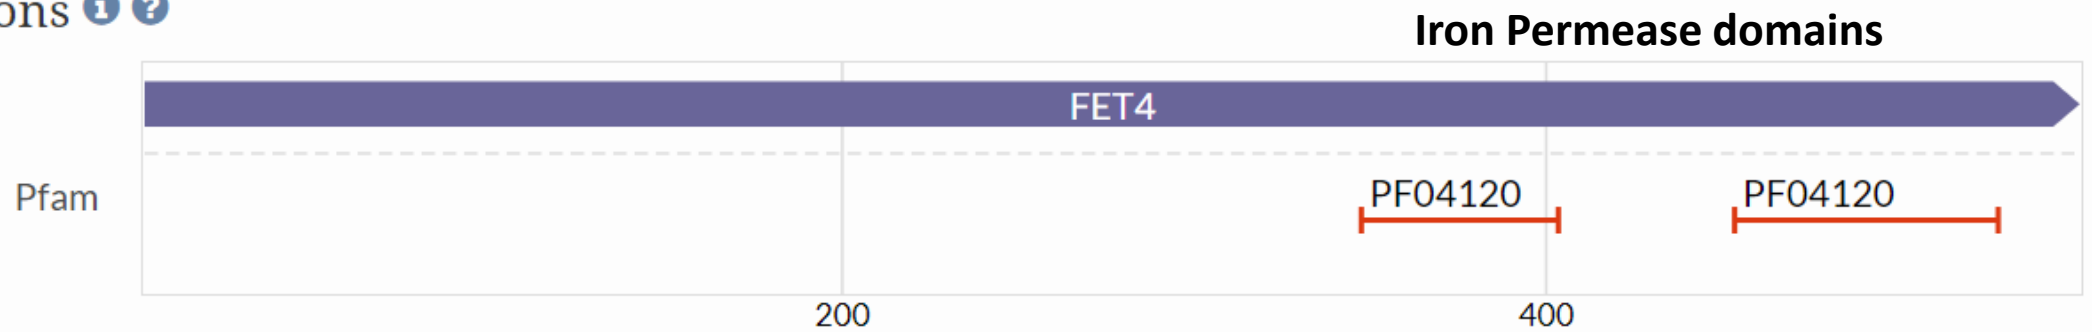 ons i ?
Iron Permease domains
FET4
Pfam
PF04120 PF04120
200 400